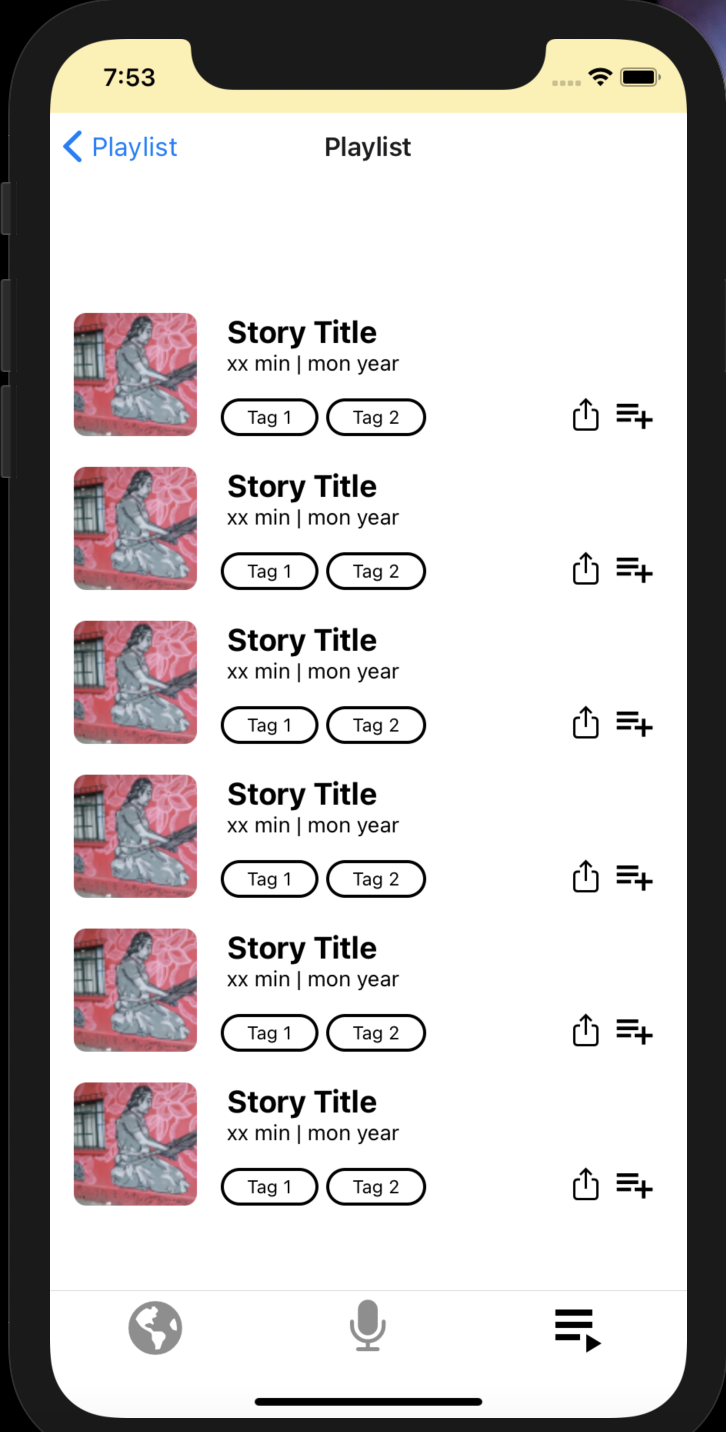 7:53
Playlist Playlist
Story Title
xx min | mon year
Tag 1 Tag 2
Story Title
xx min | mon year
Tag 1 Tag 2
Story Title
xx min | mon year
Tag 1 Tag 2
Story Title
xx min | mon year
Tag 1 Tag 2
Story Title
xx min | mon year
Tag 1 Tag 2
Story Title
xx min | mon year
Tag 1 Tag 2